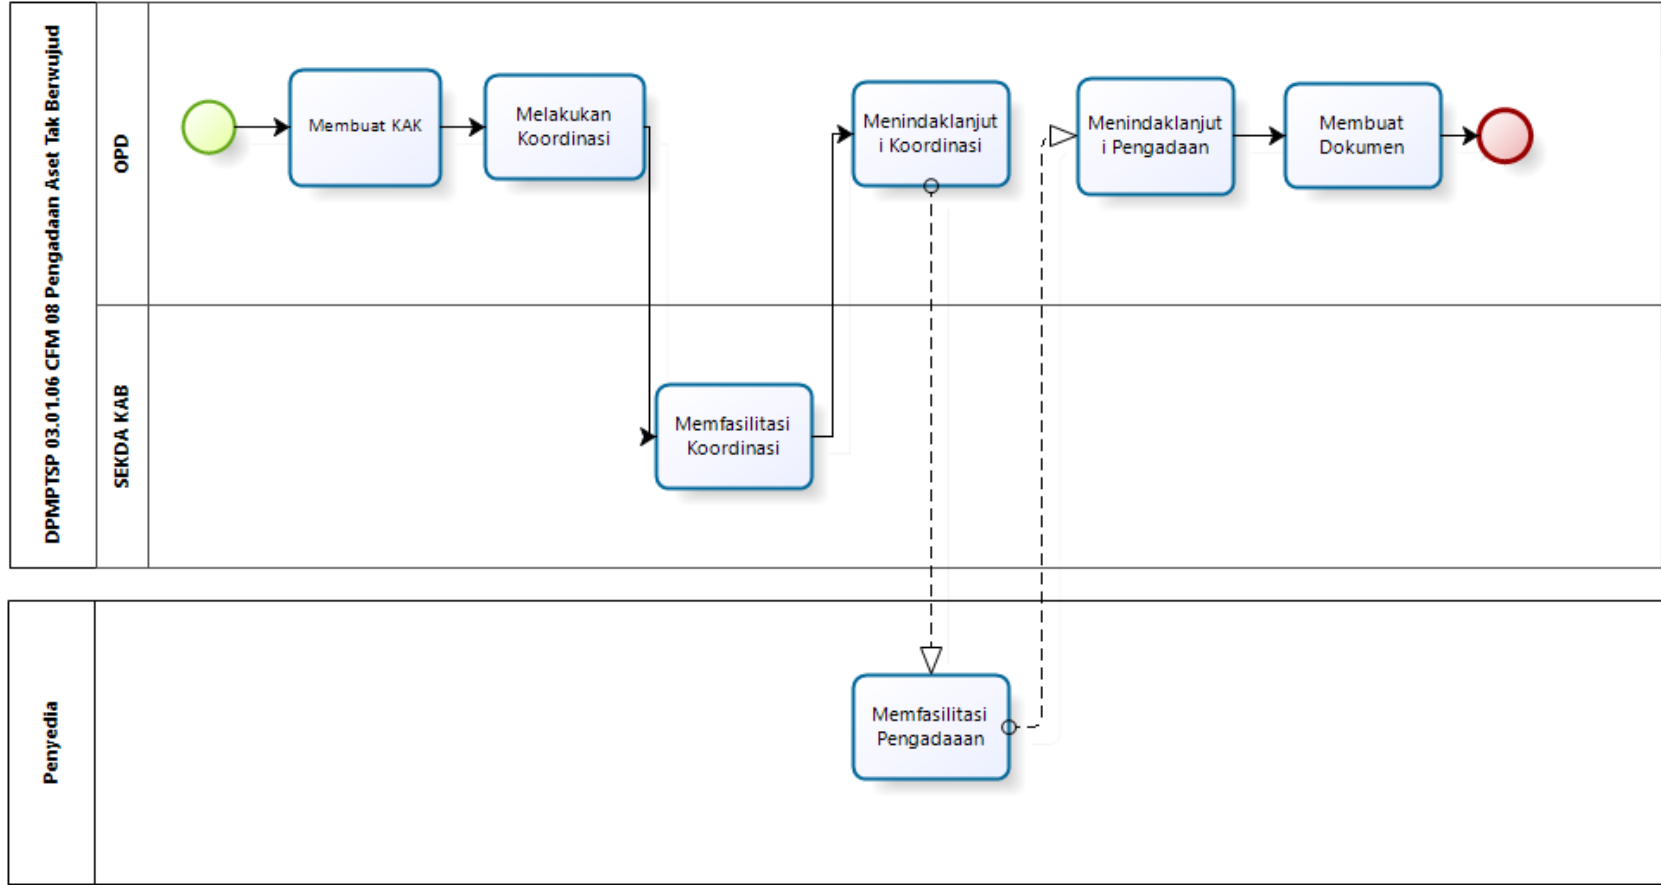 DPMPTSP 03.01.06 CFM 08 Pengadaan Aset Tak Berwujud
OPD
Membuat KAK
Melakukan
Koordinasi
Menindaklanjut
i Koordinasi
Menindaklanjut
i Pengadaan
Membuat
Dokumen
SEKDA KAB
Memfasilitasi
Koordinasi
Penyedia
Memfasilitasi
Pengadaaan